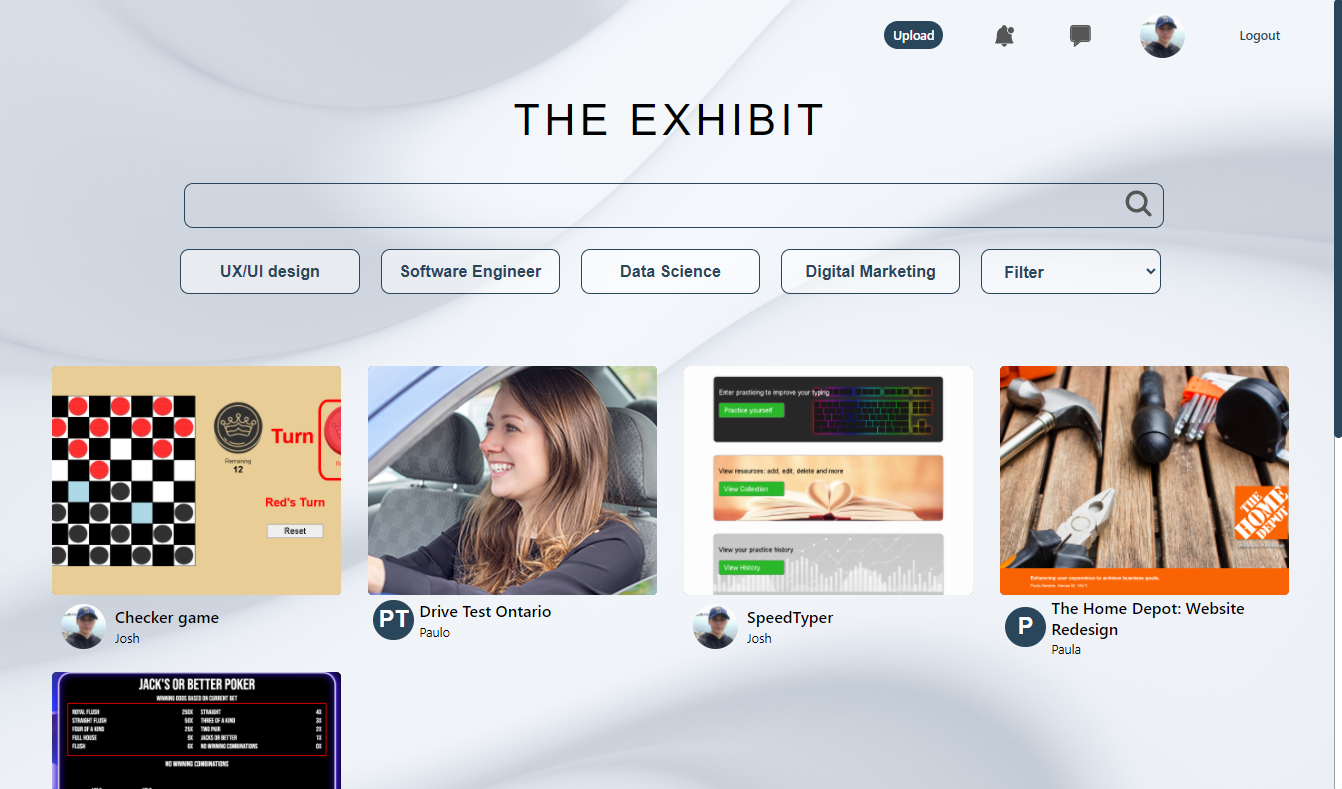 Upload
Logout
THE EXHIBIT
UX/UI design
Software Engineer
Data Science
Digital Marketing
Filter
Remaining
12
Turn
Red's Turn
Reset
Enter practicing to improve your typing
Practice yourself
View resources: add, edit, delete and more
View Collection
View your practice history
View History
THE
HOME
DEPOT
Enhancing user experience to achieve business goals.
Checker game
Josh
PT
Drive Test Ontario
Paulo
SpeedTyper
Josh
P
The Home Depot: Website
Redesign
Paula
JACK'S OR BETTER POKER
WINNING ODDS BASED ON CURRENT BET
ROYAL FLUSH 250X STRAIGHT 4X
STRAIGHT FLUSH 50X THREE OF A KIND 3X
FOUR OF A KIND 25X TWO PAIR 2X
FULL HOUSE 9X JACKS OR BETTER 1X
FLUSH 6X NO WINNING COMBINATIONS 0X
NO WINNING COMBINATIONS